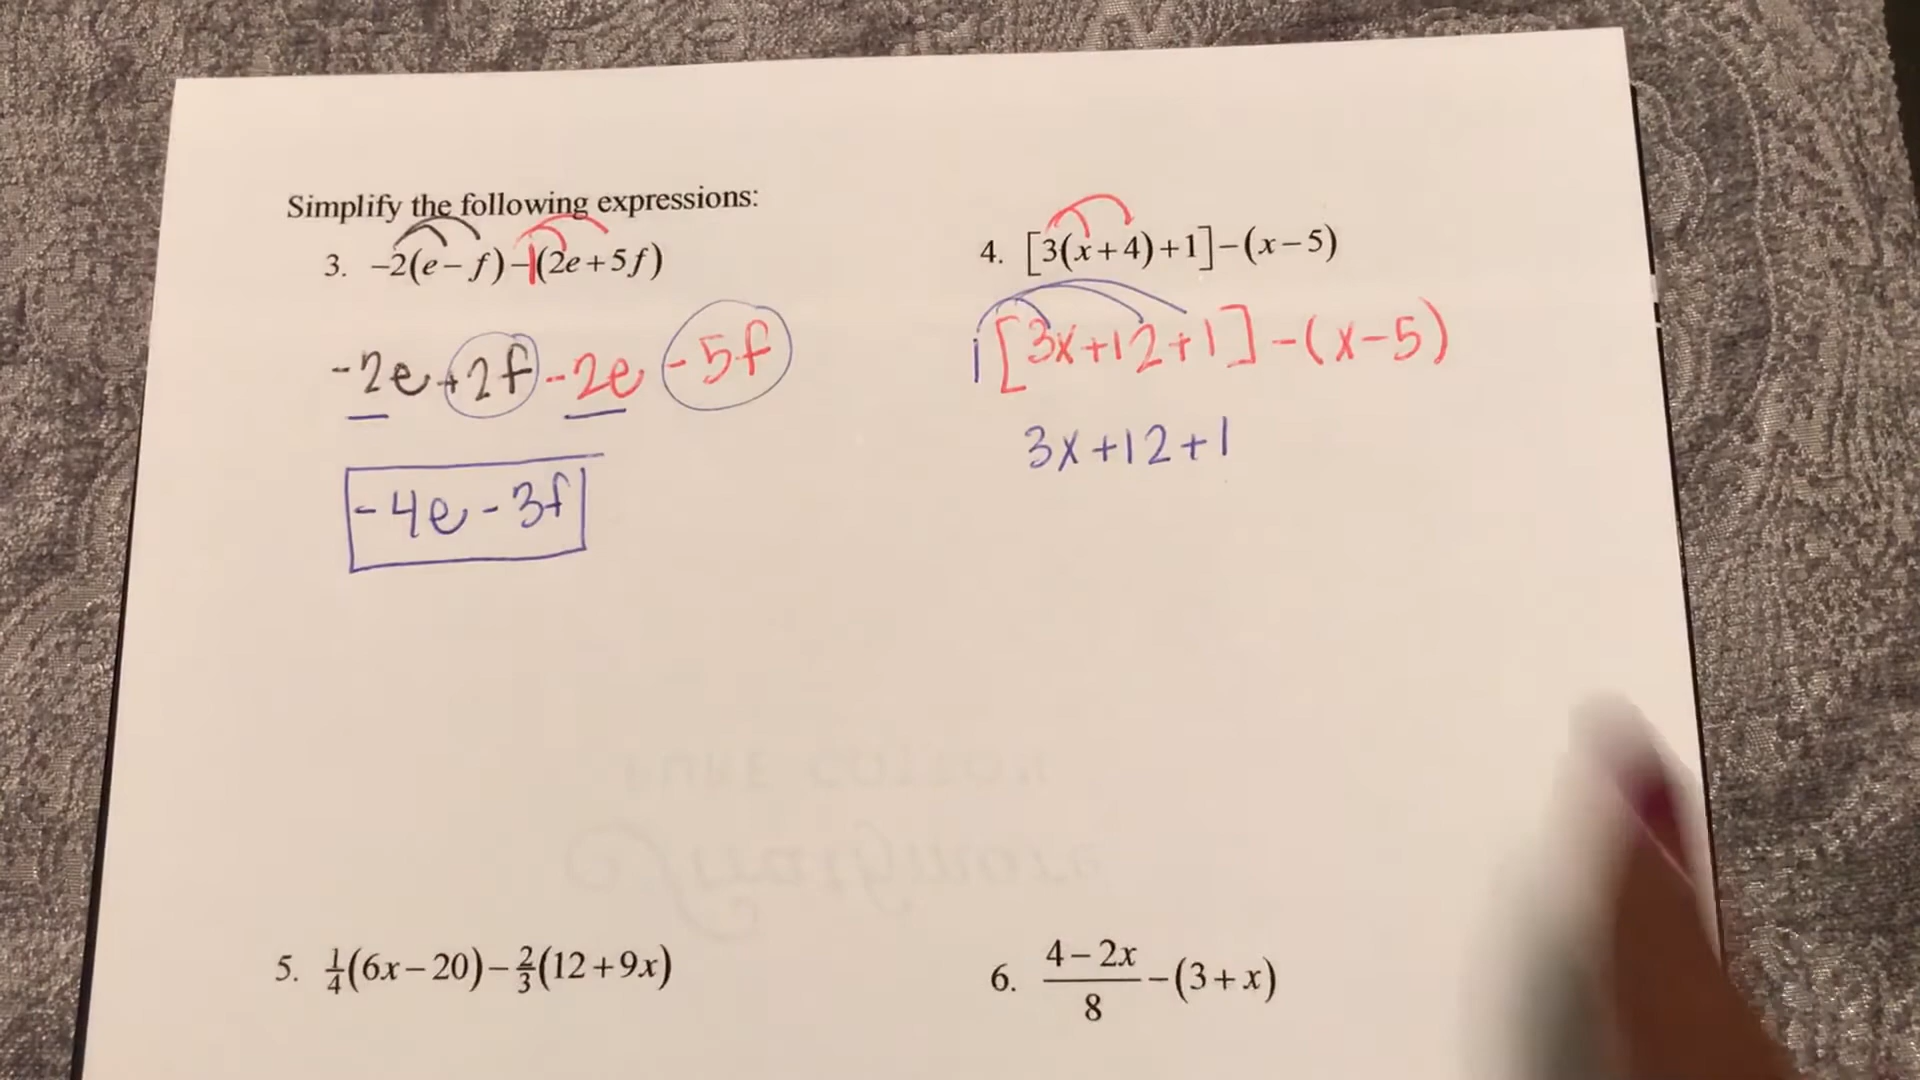 Simplify the following expressions:
3. −2(e − f) −1(2e + 5f)
-2e +2f -2e -5f
-4e - 3f
4. [3(x + 4) + 1] − (x − 5)
1[3x+12+1] - (x-5)
3x+12+1
5. 1/4(6x − 20) − 2/3(12 + 9x)
6. (4 − 2x)/8 − (3 + x)